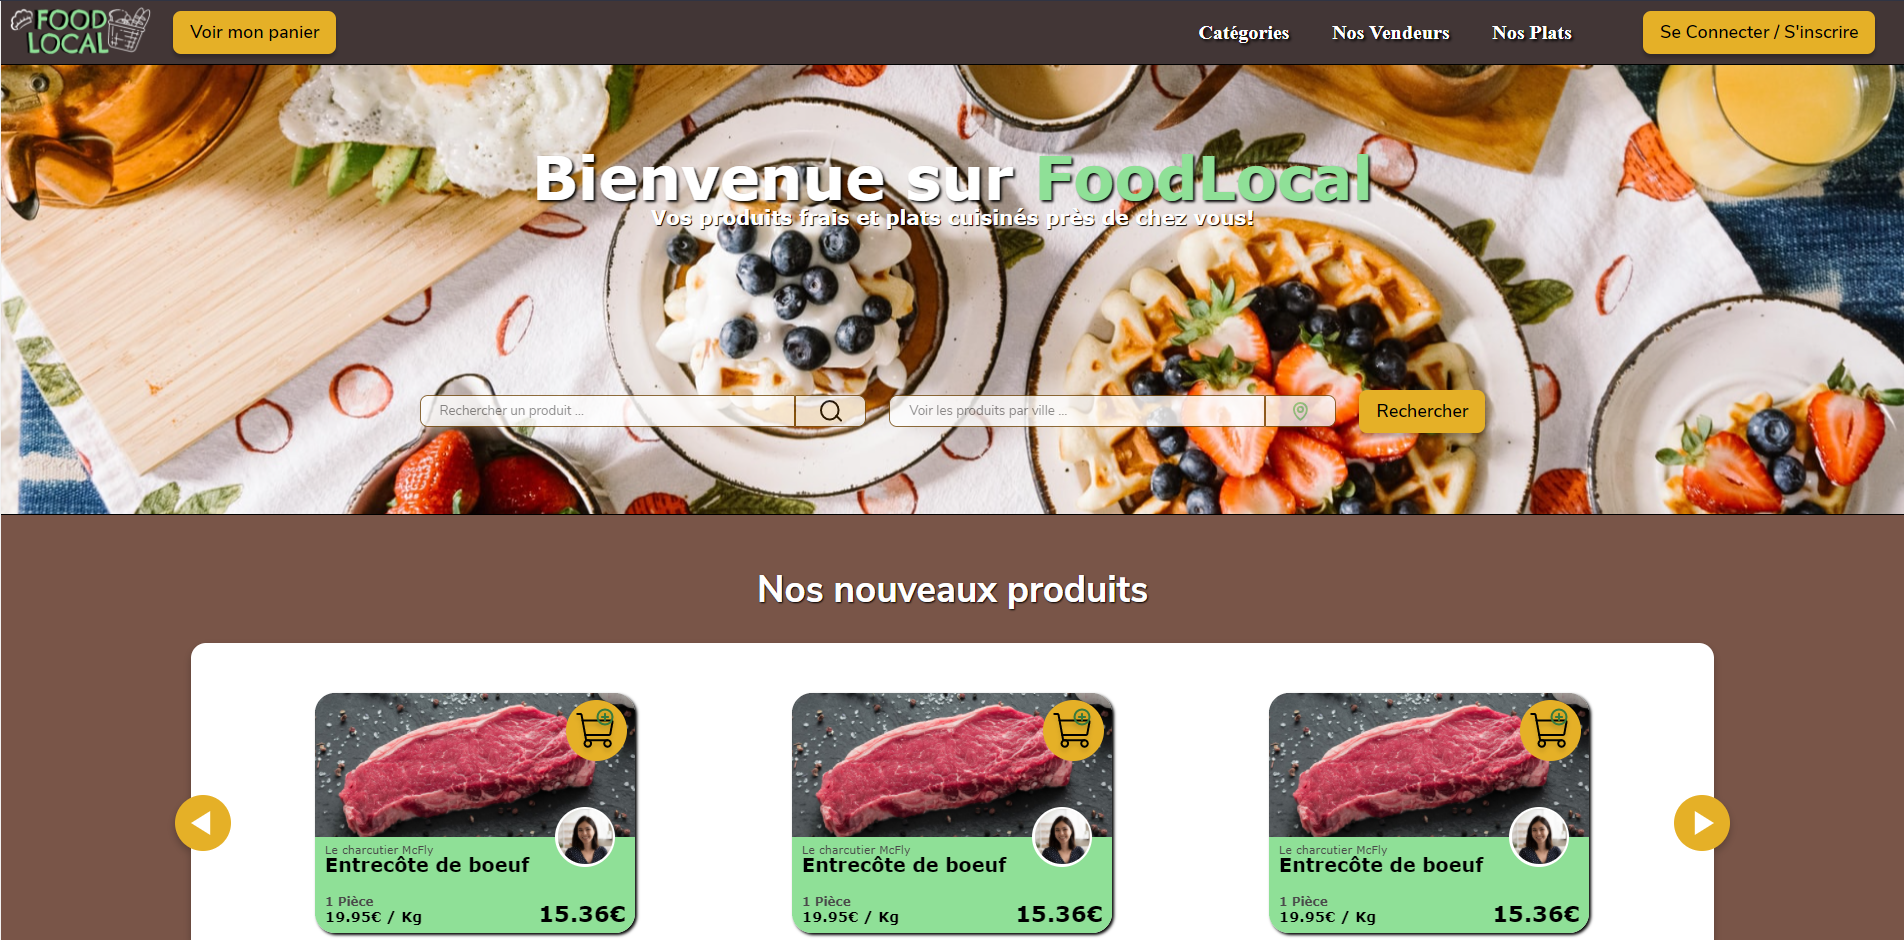 FOOD
LOCAL
Voir mon panier
Catégories
Nos Vendeurs
Nos Plats
Se Connecter / S'inscrire
Bienvenue sur FoodLocal
Vos produits frais et plats cuisinés près de chez vous!
Rechercher un produit ...
Voir les produits par ville ...
Rechercher
Nos nouveaux produits
Le charcutier McFly
Entrecôte de boeuf
1 Pièce
19.95€ / Kg
15.36€
Le charcutier McFly
Entrecôte de boeuf
1 Pièce
19.95€ / Kg
15.36€
Le charcutier McFly
Entrecôte de boeuf
1 Pièce
19.95€ / Kg
15.36€